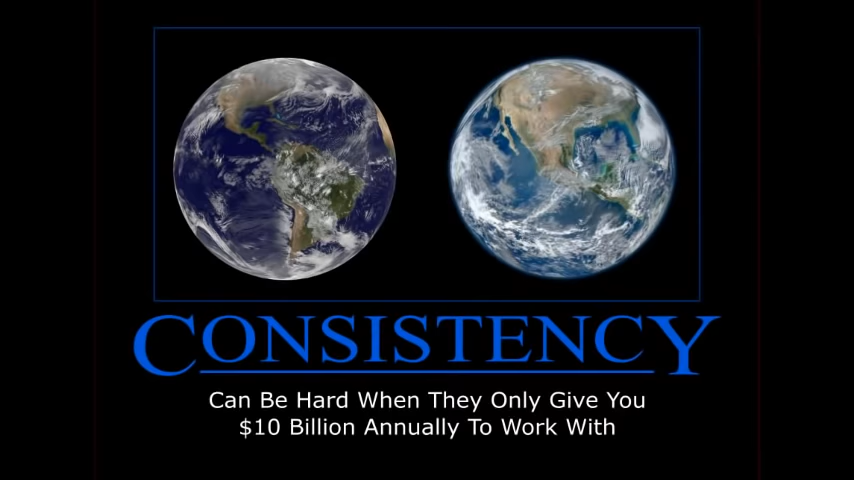 CONSISTENCY
Can Be Hard When They Only Give You
$10 Billion Annually To Work With